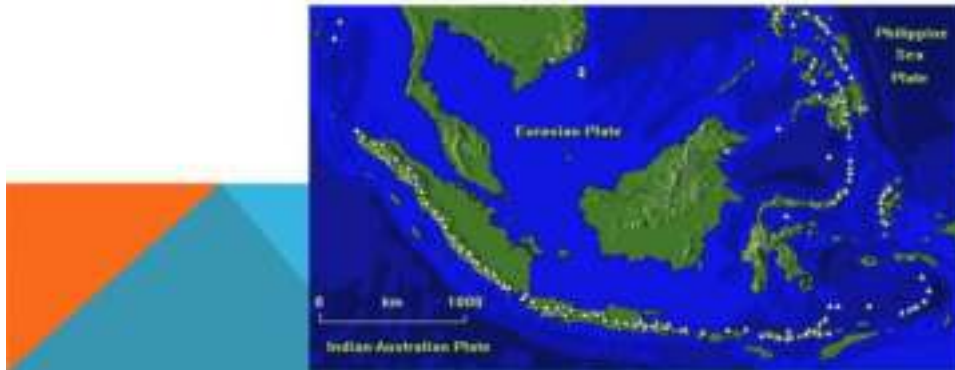 Philippine
Sea
Plate
Eurasian Plate
0 km 1000
Indian-Australian Plate